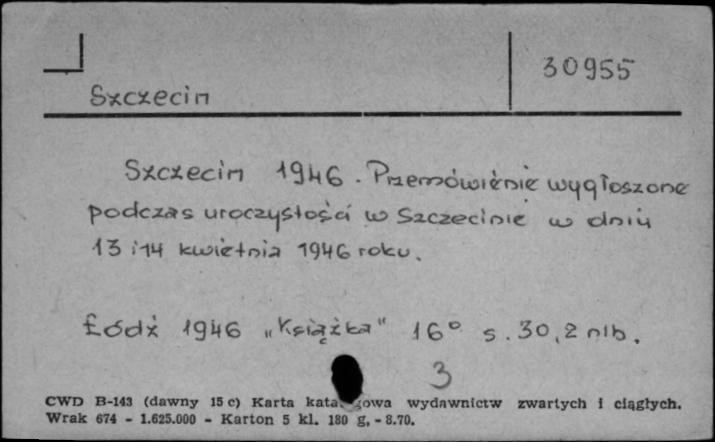 30955
Szczecin
Szczecin 1946. Przemówienie wygłoszone
podczas uroczystości w Szczecinie w dniu
13 i 14 kwietnia 1946 roku.
Łódź 1946 „Książka" 16° s. 30, 2 nlb.
3
CWD B-143 (dawny 15 c) Karta wydawnictw zwartych i ciągłych.
Wrak 674 - 1.625.000 - Karton 5 kl. 180 g, - 8.70.